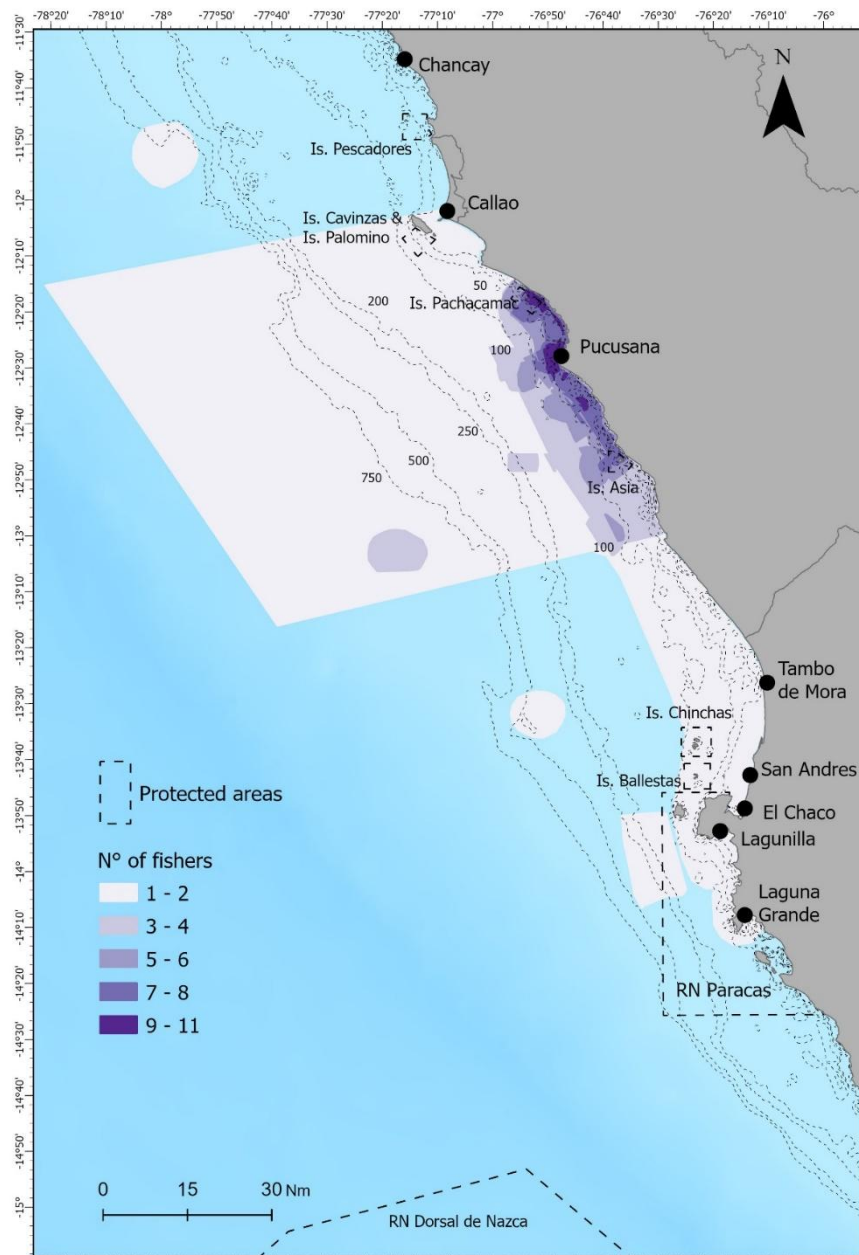 -78°20' -78°10' -78° -77°50' -77°40' -77°30' -77°20' -77°10' -77° -76°50' -76°40' -76°30' -76°20' -76°10' -76°
-11°30'
-11°40'
-11°50'
-12°
-12°10'
-12°20'
-12°30'
-12°40'
-12°50'
-13°
-13°10'
-13°20'
-13°30'
-13°40'
-13°50'
-14°
-14°10'
-14°20'
-14°30'
-14°40'
-14°50'
-15°
N
Chancay
Is. Pescadores
Callao
Is. Cavinzas &
Is. Palomino
50
200
Is. Pachacamac
100
Pucusana
250
500
750
Is. Asia
100
Tambo
de Mora
Is. Chinchas
San Andres
Is. Ballestas
El Chaco
Lagunilla
Laguna
Grande
RN Paracas
Protected areas
N° of fishers
1 - 2
3 - 4
5 - 6
7 - 8
9 - 11
0 15 30 Nm
RN Dorsal de Nazca